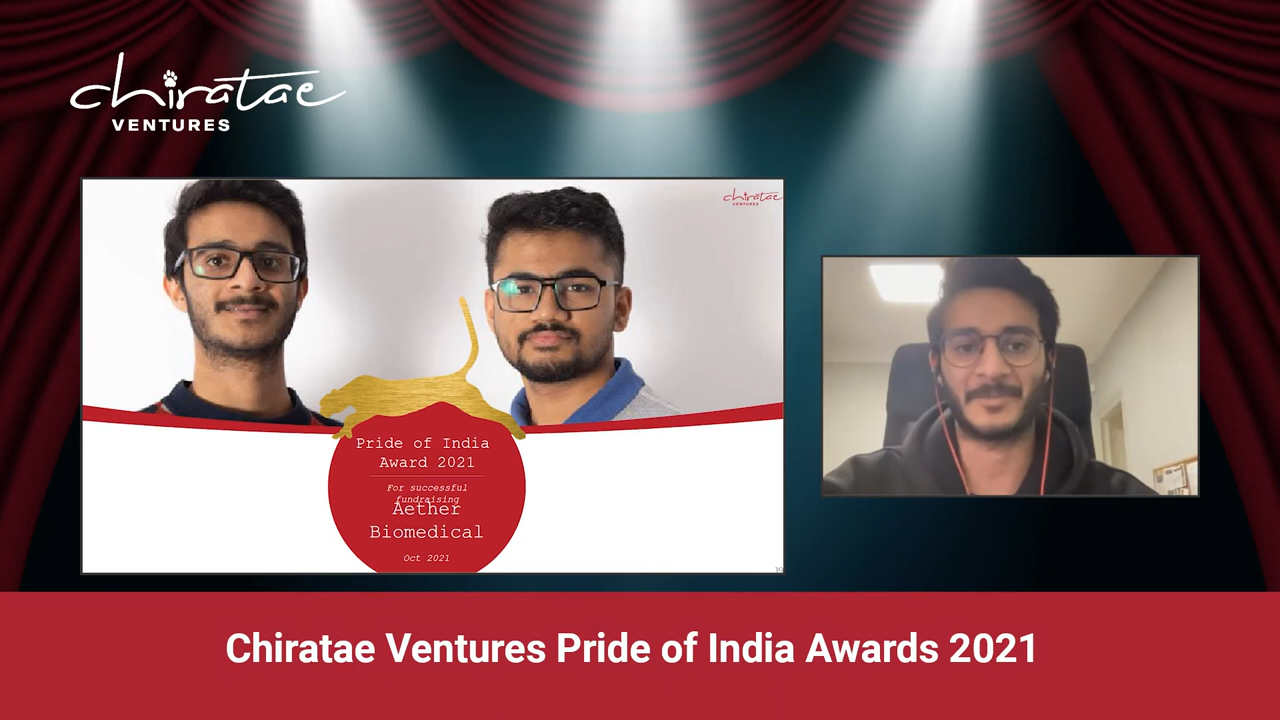 chiratae
VENTURES
chiratae
VENTURES
Pride of India
Award 2021
For successful
fundraising
Aether
Biomedical
Oct 2021
19
Chiratae Ventures Pride of India Awards 2021